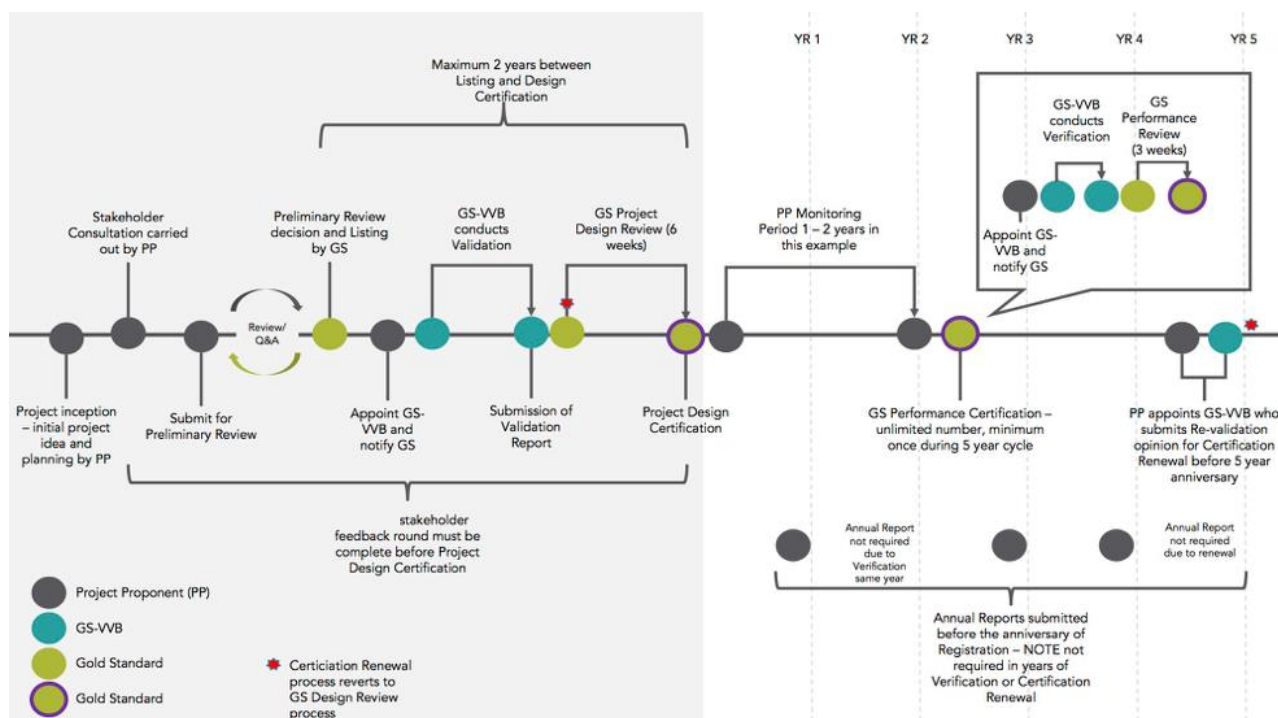 YR 1
YR 2
YR 3
YR 4
YR 5
Maximum 2 years between
Listing and Design
Certification
GS-VVB
conducts
Verification
GS
Performance
Review
(3 weeks)
Appoint GS-
VVB and
notify GS
Stakeholder
Consultation carried
out by PP
Preliminary Review
decision and Listing
by GS
GS-VVB
conducts
Validation
GS Project
Design Review (6
weeks)
PP Monitoring
Period 1 – 2 years in
this example
Review/
Q&A
Project inception
– initial project
idea and
planning by PP
Submit for
Preliminary Review
Appoint GS-
VVB and
notify GS
Submission of
Validation
Report
Project Design
Certification
GS Performance Certification –
unlimited number, minimum
once during 5 year cycle
PP appoints GS-VVB who
submits Re-validation
opinion for Certification
Renewal before 5 year
anniversary
stakeholder
feedback round must be
complete before Project
Design Certification
Annual Report
not required
due to
Verification
same year
Annual Report
not required
due to renewal
Annual Reports submitted
before the anniversary of
Registration – NOTE not
required in years of
Verification or Certification
Renewal
Project Proponent (PP)
GS-VVB
Gold Standard
Gold Standard
Certiciation Renewal
process reverts to
GS Design Review
process